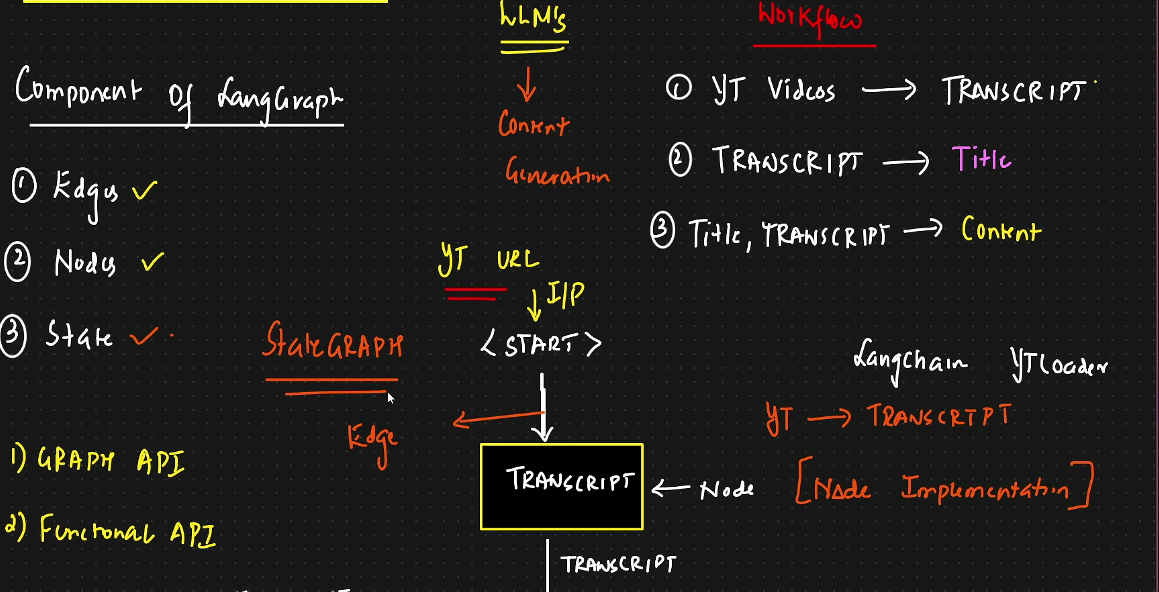 LLM's
Content
Generation
Workflow
① YT Videos → TRANSCRIPT
② TRANSCRIPT → Title
③ Title, TRANSCRIPT → Content
Component Of LangGraph
① Edges ✓
② Nodes ✓
③ State ✓
1) GRAPH API
2) Functional API
StateGRAPH
YT URL
I/P
<START>
Edge
TRANSCRIPT
← Node
[Node Implementation]
Langchain YTLoader
YT → TRANSCRIPT
TRANSCRIPT